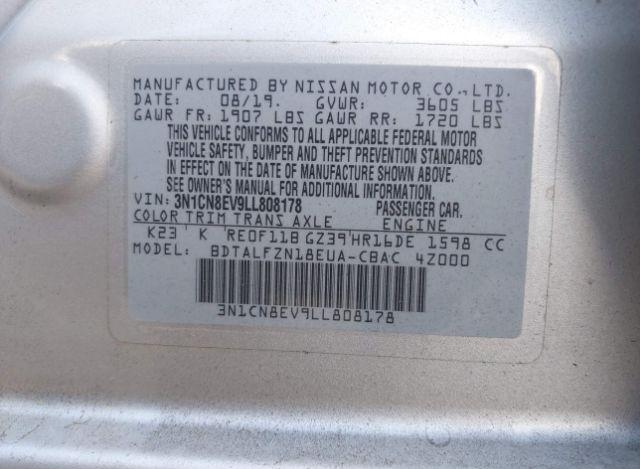 MANUFACTURED BY NISSAN MOTOR CO., LTD.
DATE: 08/19. GVWR: 3605 LBS
GAWR FR: 1907 LBS GAWR RR: 1720 LBS
THIS VEHICLE CONFORMS TO ALL APPLICABLE FEDERAL MOTOR
VEHICLE SAFETY, BUMPER AND THEFT PREVENTION STANDARDS
IN EFFECT ON THE DATE OF MANUFACTURE SHOWN ABOVE.
SEE OWNER'S MANUAL FOR ADDITIONAL INFORMATION.
VIN: 3N1CN8EV9LL808178 PASSENGER CAR.
COLOR TRIM TRANS AXLE ENGINE
K23 K RE0F11B GZ39 HR16DE 1598 CC
MODEL: BDTALFZN18EUA-CBAC 4Z000
3N1CN8EV9LL808178